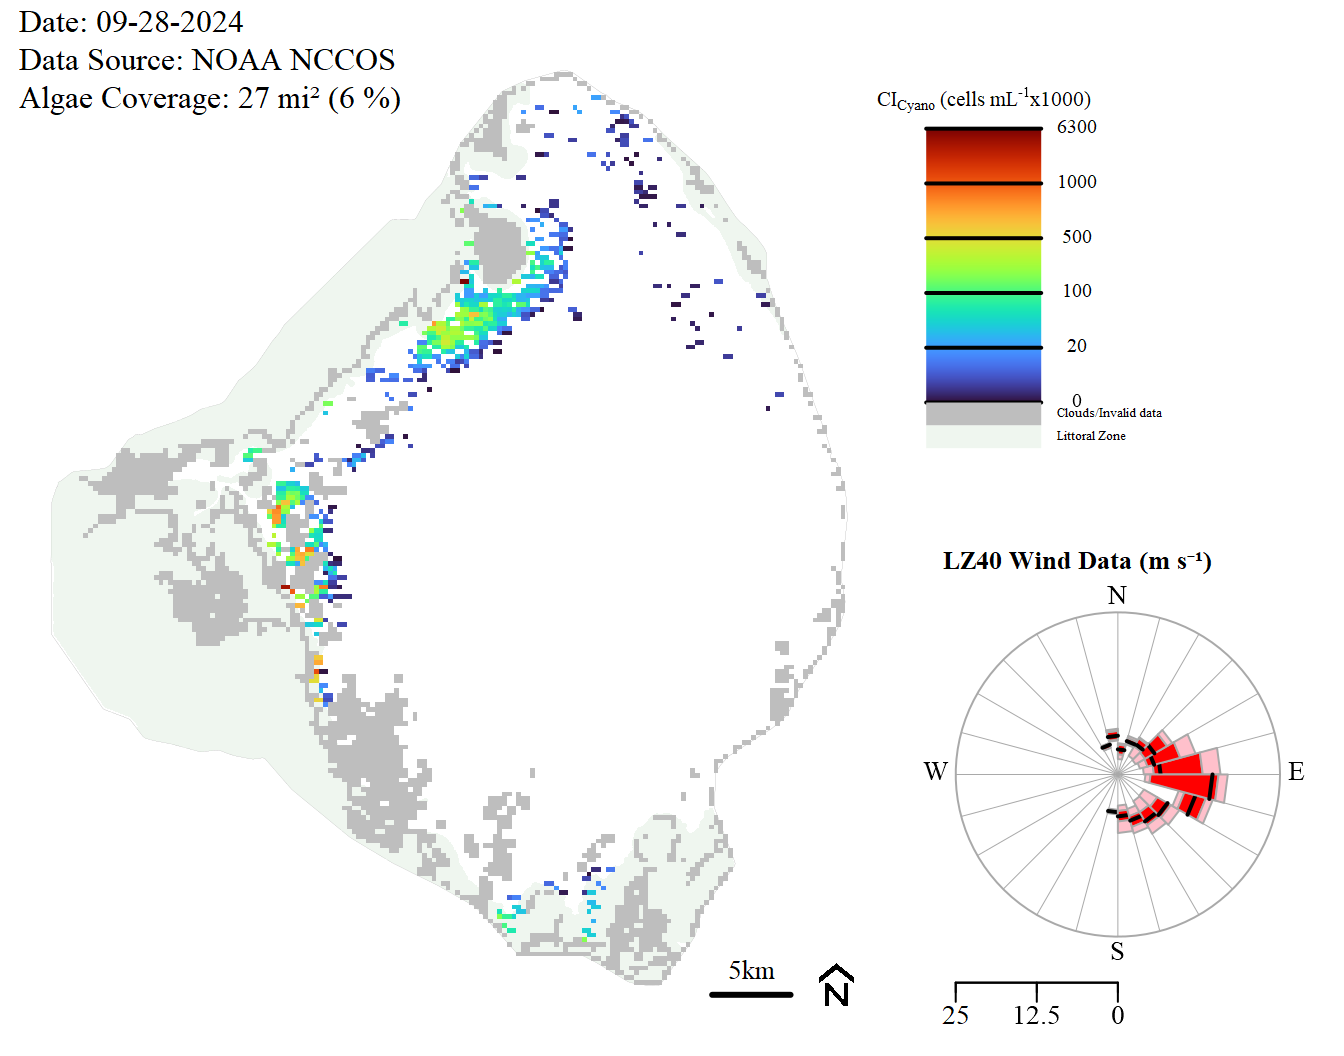 Date: 09-28-2024
Data Source: NOAA NCCOS
Algae Coverage: 27 mi² (6 %)
CI_Cyano (cells mL⁻¹x1000)
6300
1000
500
100
20
0
Clouds/Invalid data
Littoral Zone
LZ40 Wind Data (m s⁻¹)
N
W
E
S
5km
N
25 12.5 0